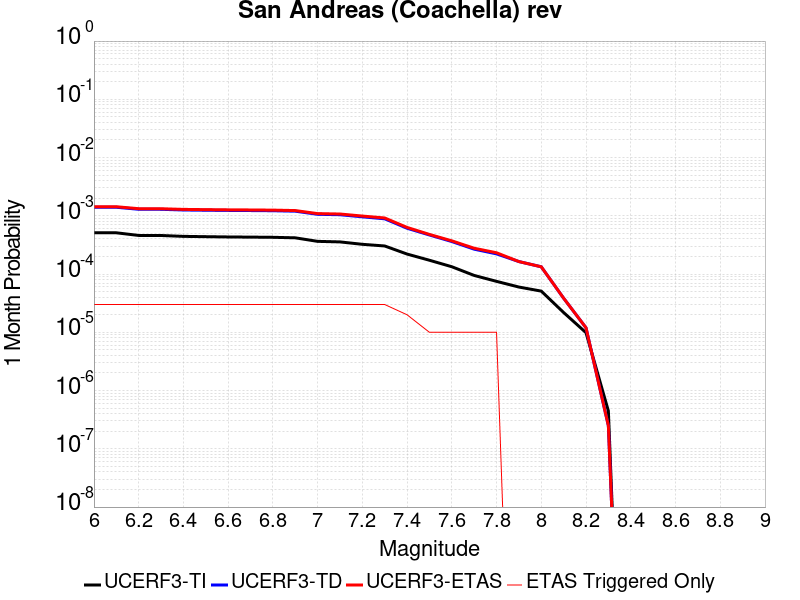 San Andreas (Coachella) rev
10^0
10^-1
10^-2
10^-3
10^-4
10^-5
10^-6
10^-7
10^-8
1 Month Probability
6 6.2 6.4 6.6 6.8 7 7.2 7.4 7.6 7.8 8 8.2 8.4 8.6 8.8 9
Magnitude
UCERF3-TI UCERF3-TD UCERF3-ETAS ETAS Triggered Only